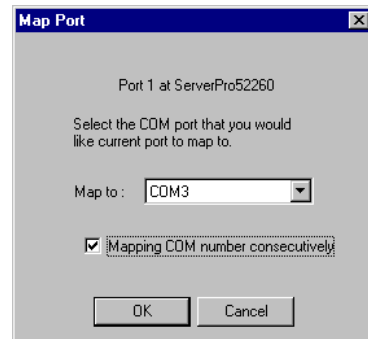 Map Port
Port 1 at ServerPro52260
Select the COM port that you would
like current port to map to.
Map to : COM3
Mapping COM number consecutively
OK Cancel